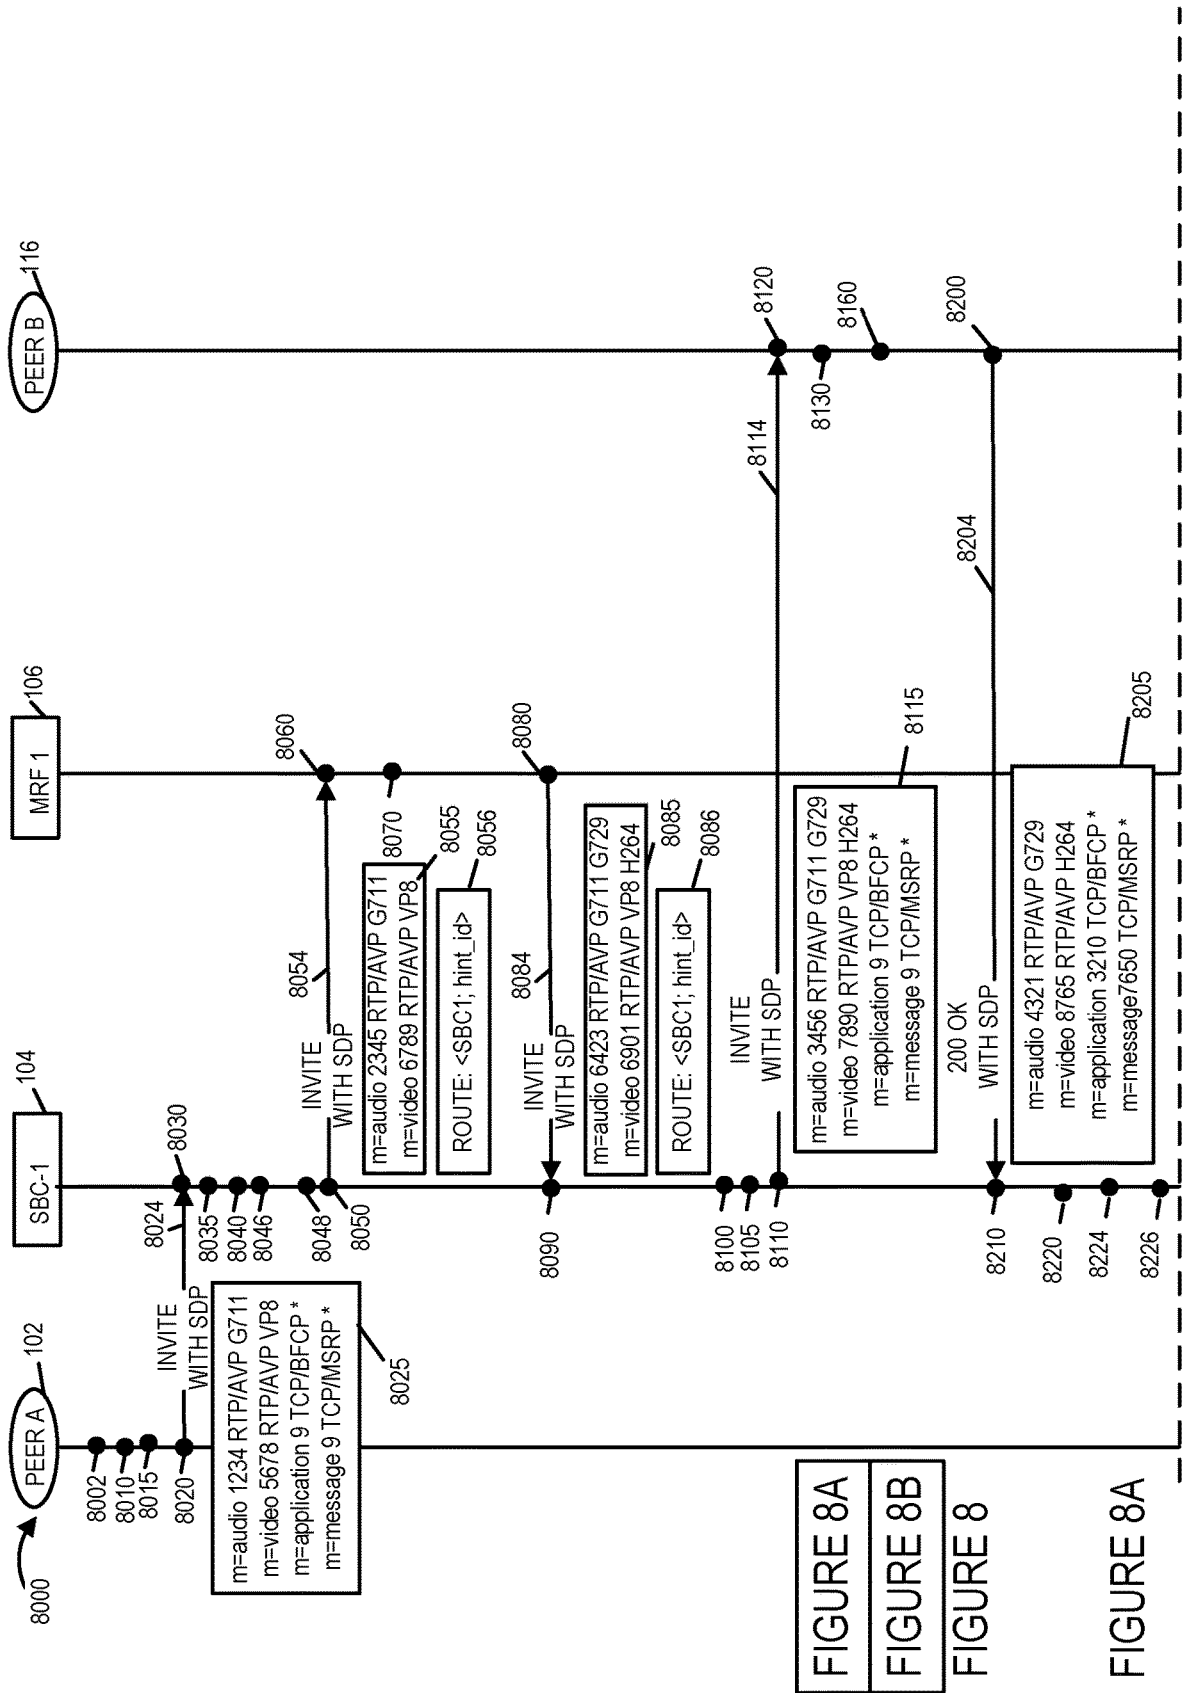 8000
PEER A
102
SBC-1
104
MRF 1
106
PEER B
116
8002
8010
8015
8020
INVITE
WITH SDP
8024
8030
m=audio 1234 RTP/AVP G711
m=video 5678 RTP/AVP VP8
m=application 9 TCP/BFCP *
m=message 9 TCP/MSRP *
8025
8035
8040
8046
8048
8050
INVITE
WITH SDP
8054
8060
m=audio 2345 RTP/AVP G711
m=video 6789 RTP/AVP VP8
8055
8070
ROUTE: <SBC1; hint_id>
8056
8090
INVITE
WITH SDP
8084
8080
m=audio 6423 RTP/AVP G711 G729
m=video 6901 RTP/AVP VP8 H264
8085
ROUTE: <SBC1; hint_id>
8086
8100
8105
8110
INVITE
WITH SDP
8114
8120
m=audio 3456 RTP/AVP G711 G729
m=video 7890 RTP/AVP VP8 H264
m=application 9 TCP/BFCP *
m=message 9 TCP/MSRP *
8115
8130
8160
8210
200 OK
WITH SDP
8204
8200
m=audio 4321 RTP/AVP G729
m=video 8765 RTP/AVP H264
m=application 3210 TCP/BFCP *
m=message7650 TCP/MSRP *
8205
8220
8224
8226
FIGURE 8A
FIGURE 8B
FIGURE 8
FIGURE 8A